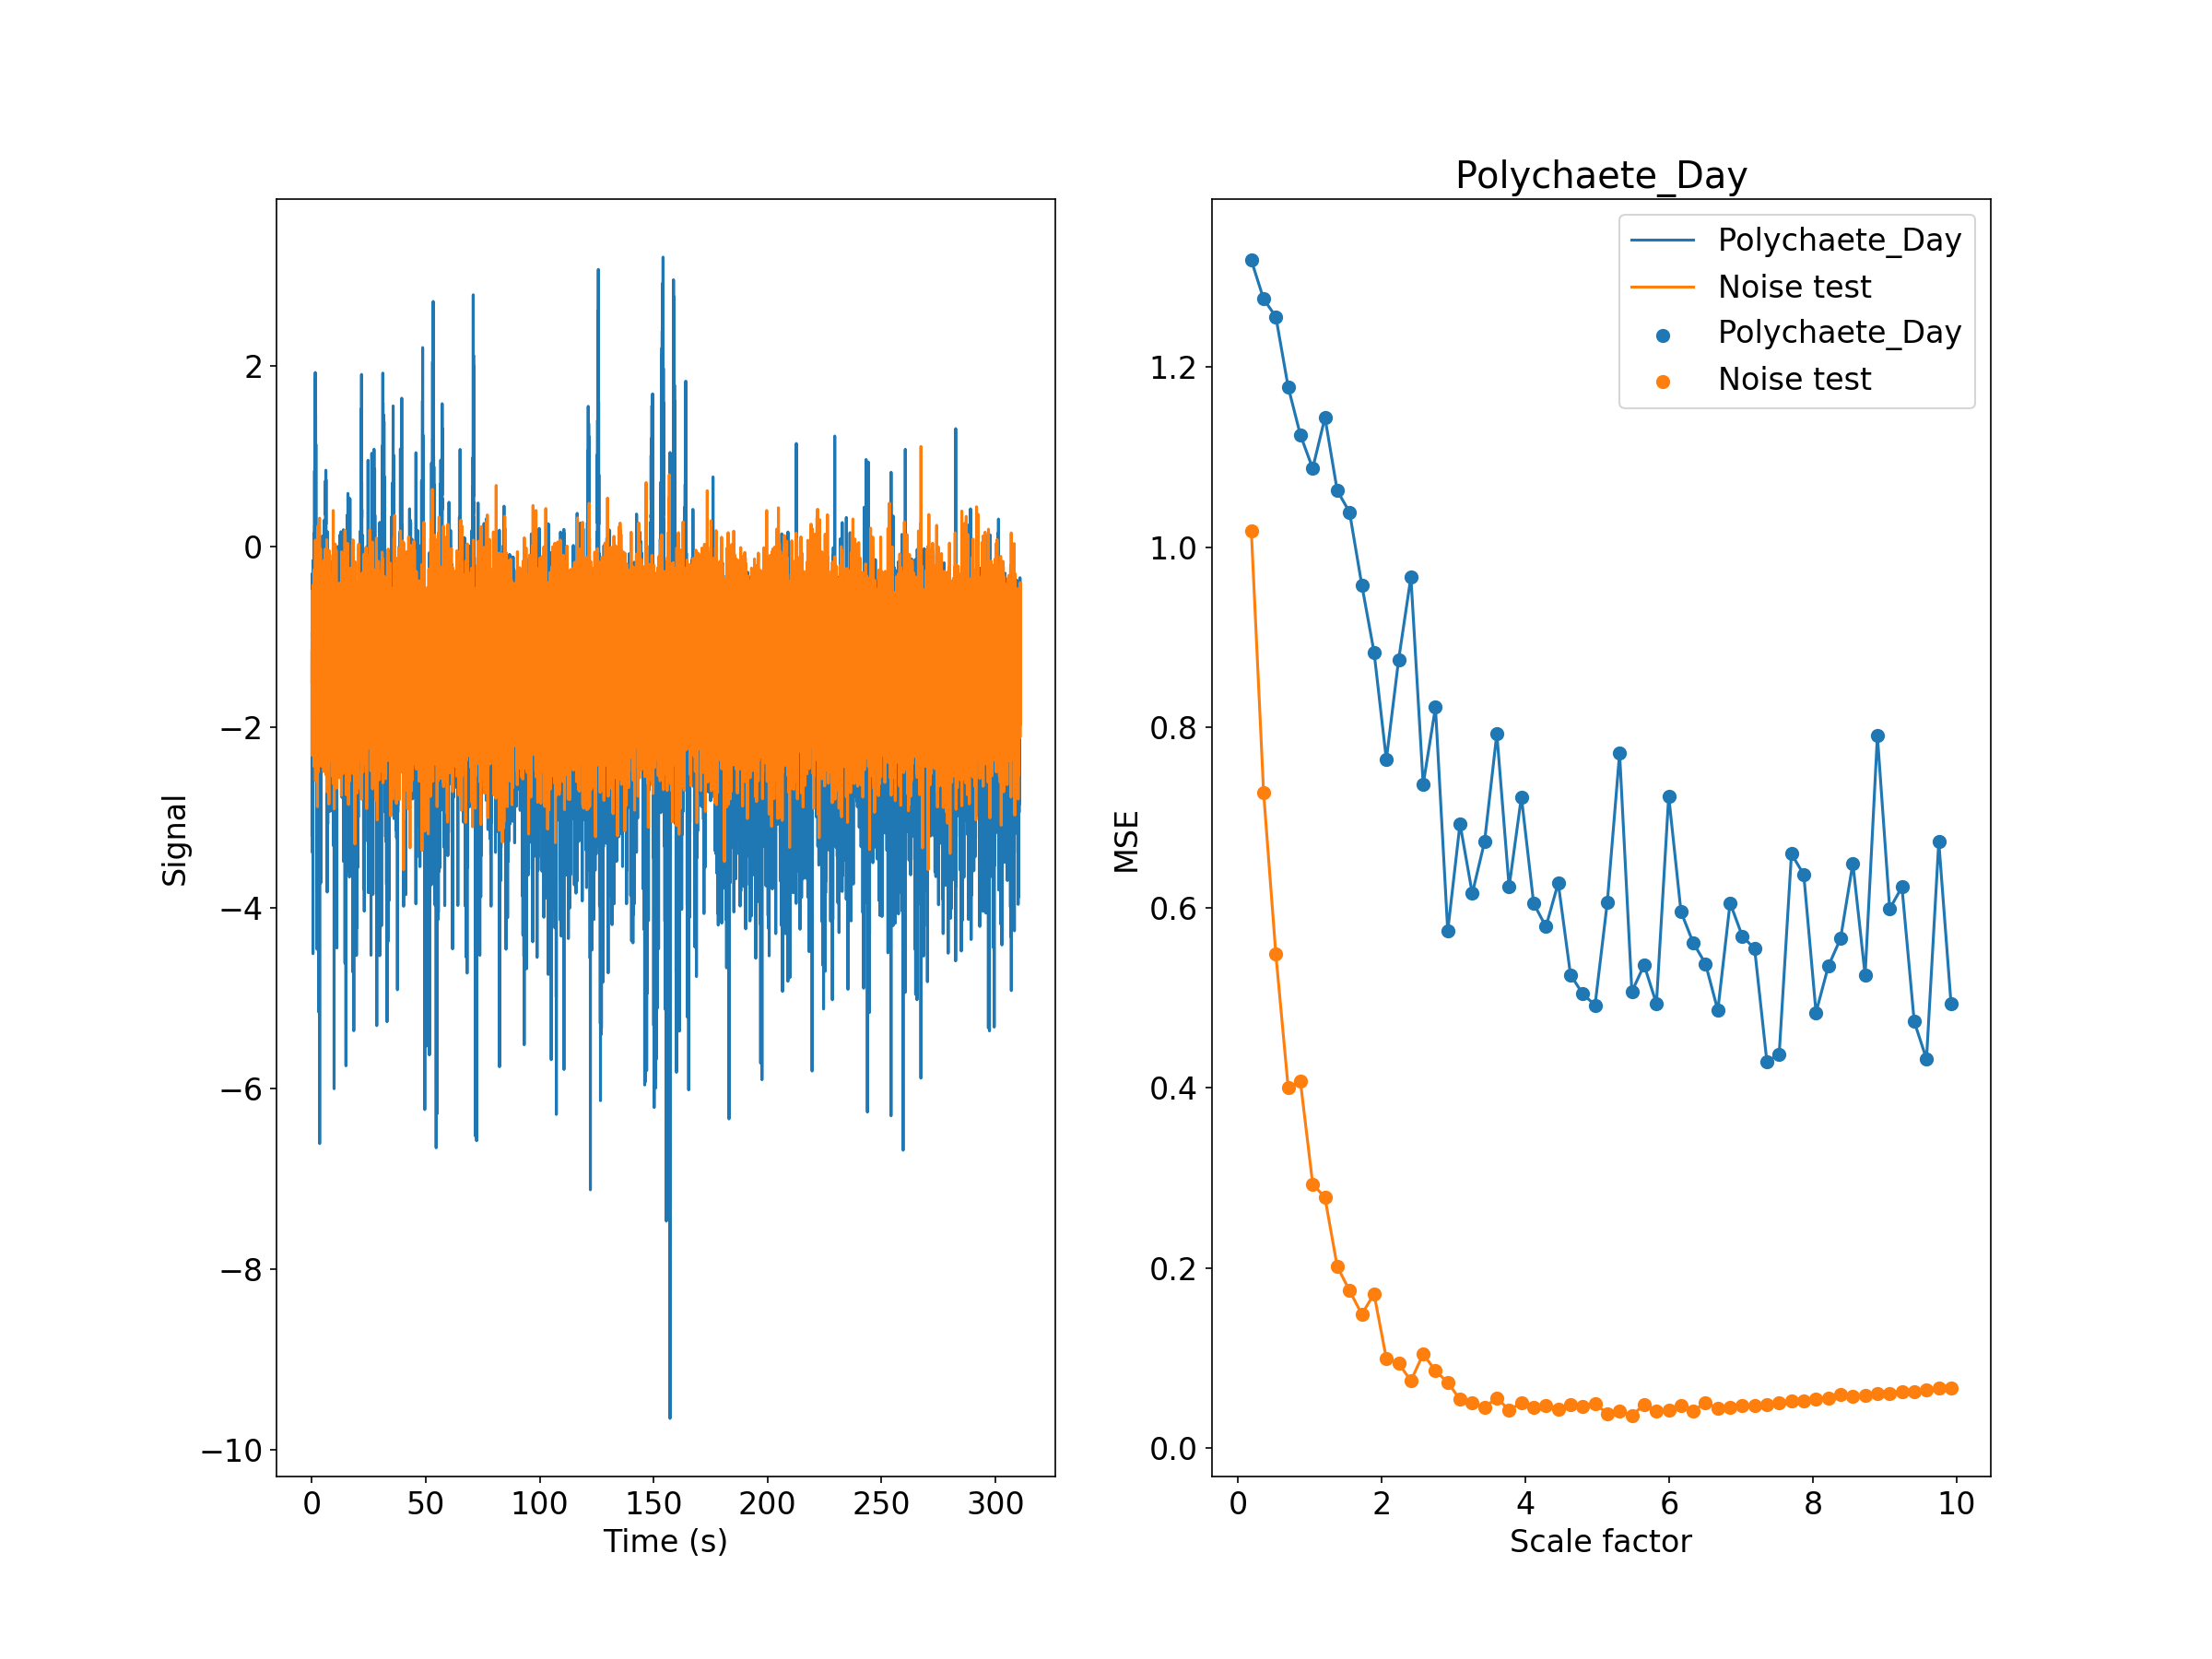 Polychaete_Day
Signal
2
0
−2
−4
−6
−8
−10
0 50 100 150 200 250 300
Time (s)
MSE
1.2
1.0
0.8
0.6
0.4
0.2
0.0
0 2 4 6 8 10
Scale factor
Polychaete_Day
Noise test
Polychaete_Day
Noise test